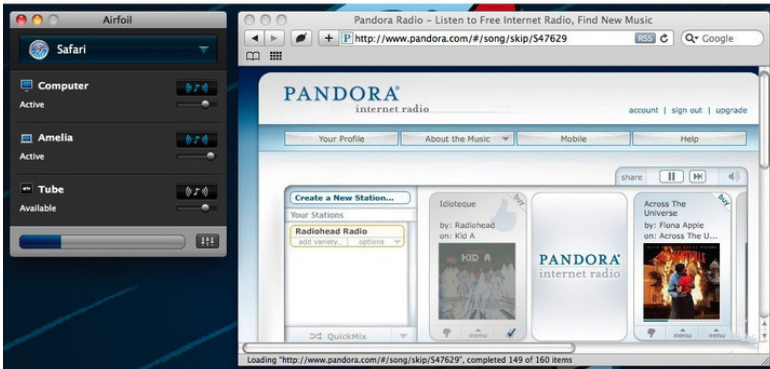 Airfoil
Safari
Computer
Active
Amelia
Active
Tube
Available
Pandora Radio – Listen to Free Internet Radio, Find New Music
P http://www.pandora.com/#/song/skip/S47629
RSS
Google
PANDORA
internet radio
account | sign out | upgrade
Your Profile
About the Music
Mobile
Help
share
Create a New Station...
Your Stations
Radiohead Radio
add variety...
options
QuickMix
Idioteque
by: Radiohead
on: Kid A
BUY
KID A
menu
PANDORA
internet radio
Across The
Universe
by: Fiona Apple
on: Across The U...
BUY
menu
menu
Loading "http://www.pandora.com/#/song/skip/S47629", completed 149 of 160 items